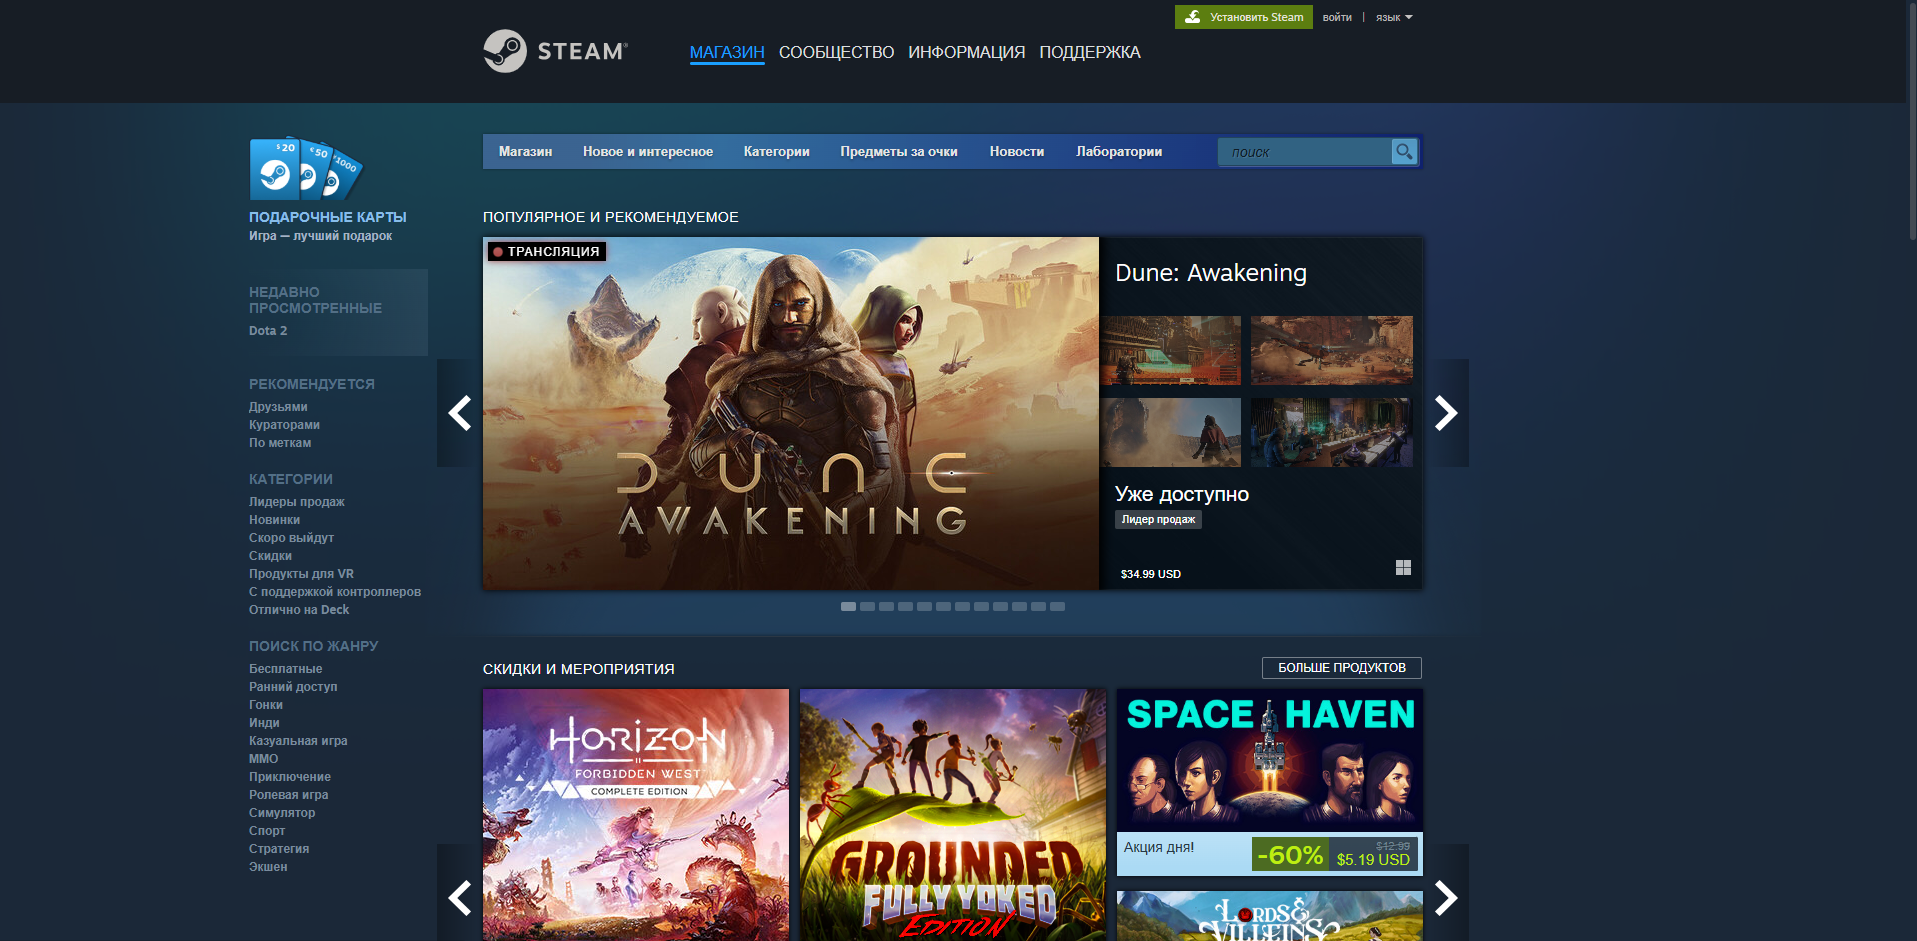 Установить Steam
войти | язык
STEAM®
МАГАЗИН СООБЩЕСТВО ИНФОРМАЦИЯ ПОДДЕРЖКА
$ 20
€ 50
1000
ПОДАРОЧНЫЕ КАРТЫ
Игра — лучший подарок
НЕДАВНО
ПРОСМОТРЕННЫЕ
Dota 2
РЕКОМЕНДУЕТСЯ
Друзьями
Кураторами
По меткам
КАТЕГОРИИ
Лидеры продаж
Новинки
Скоро выйдут
Скидки
Продукты для VR
С поддержкой контроллеров
Отлично на Deck
ПОИСК ПО ЖАНРУ
Бесплатные
Ранний доступ
Гонки
Инди
Казуальная игра
ММО
Приключение
Ролевая игра
Симулятор
Спорт
Стратегия
Экшен
Магазин Новое и интересное Категории Предметы за очки Новости Лаборатории поиск
ПОПУЛЯРНОЕ И РЕКОМЕНДУЕМОЕ
ТРАНСЛЯЦИЯ
DUNE
AWAKENING
Dune: Awakening
Уже доступно
Лидер продаж
$34.99 USD
СКИДКИ И МЕРОПРИЯТИЯ
БОЛЬШЕ ПРОДУКТОВ
HORIZON
FORBIDDEN WEST™
COMPLETE EDITION
GROUNDED
FULLY YOKED
EDITION
SPACE HAVEN
Акция дня!
-60%
$12.99
$5.19 USD
LORDS &
VILLEINS